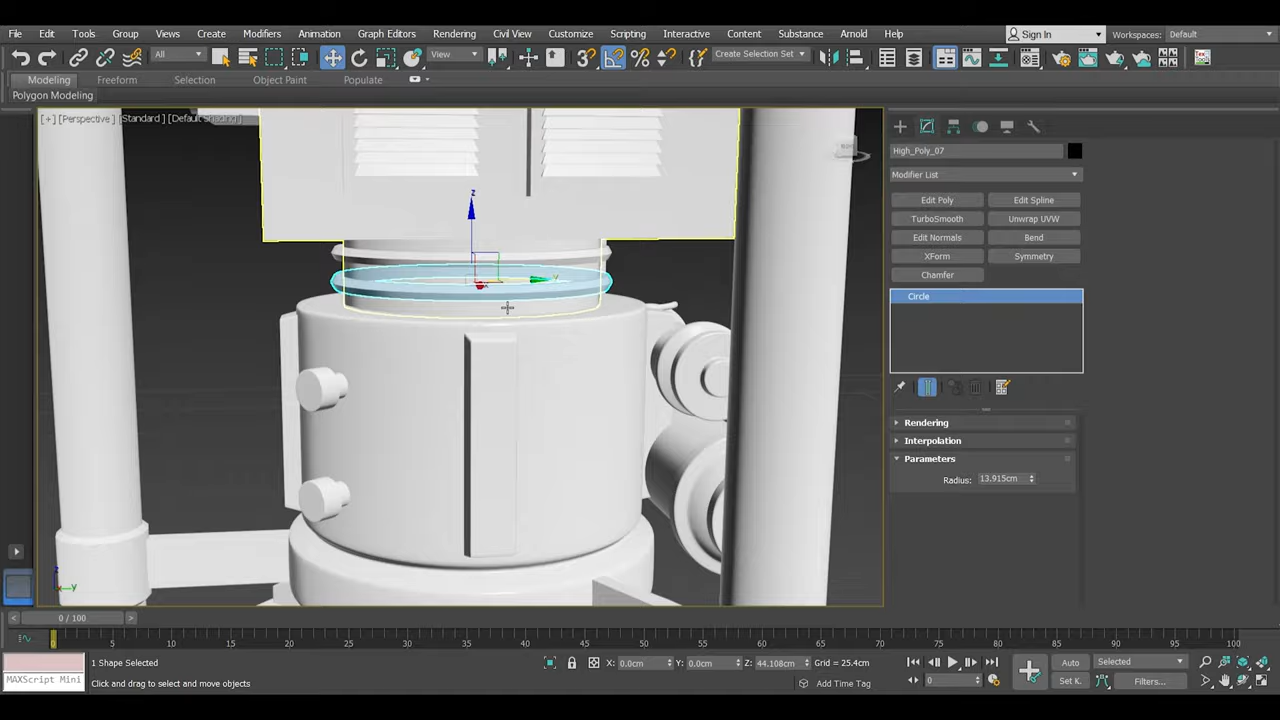 File Edit Tools Group Views Create Modifiers Animation Graph Editors Rendering Civil View Customize Scripting Interactive Content Substance Arnold Help Sign In Workspaces: Default
All View Create Selection Set
Modeling Freeform Selection Object Paint Populate
Polygon Modeling
[+] [Perspective] [Standard] [Default Shading]
High_Poly_07
Modifier List
Edit Poly Edit Spline
TurboSmooth Unwrap UVW
Edit Normals Bend
XForm Symmetry
Chamfer
Circle
Rendering
Interpolation
Parameters
Radius: 13.915cm
z
y
z
y
0 / 100
0 5 10 15 20 25 30 35 40 45 50 55 60 65 70 75 80 85 90 95 100
1 Shape Selected X: 0.0cm Y: 0.0cm Z: 44.108cm Grid = 25.4cm Auto Selected
MAXScript Mini Click and drag to select and move objects Add Time Tag 0 Set K. Filters...